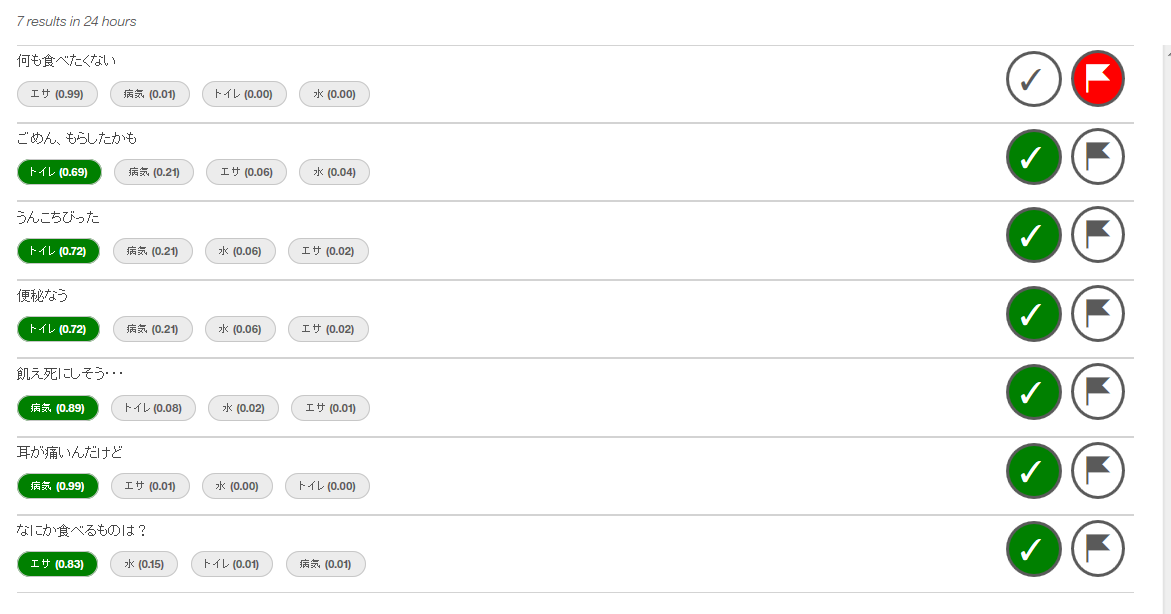 7 results in 24 hours
何も食べたくない
エサ (0.99) 病気 (0.01) トイレ (0.00) 水 (0.00)
ごめん、もらしたかも
トイレ (0.69) 病気 (0.21) エサ (0.06) 水 (0.04)
うんこちびった
トイレ (0.72) 病気 (0.21) 水 (0.06) エサ (0.02)
便秘なう
トイレ (0.72) 病気 (0.21) 水 (0.06) エサ (0.02)
飢え死にしそう・・・
病気 (0.89) トイレ (0.08) 水 (0.02) エサ (0.01)
耳が痛いんだけど
病気 (0.99) エサ (0.01) 水 (0.00) トイレ (0.00)
なにか食べるものは？
エサ (0.83) 水 (0.15) トイレ (0.01) 病気 (0.01)